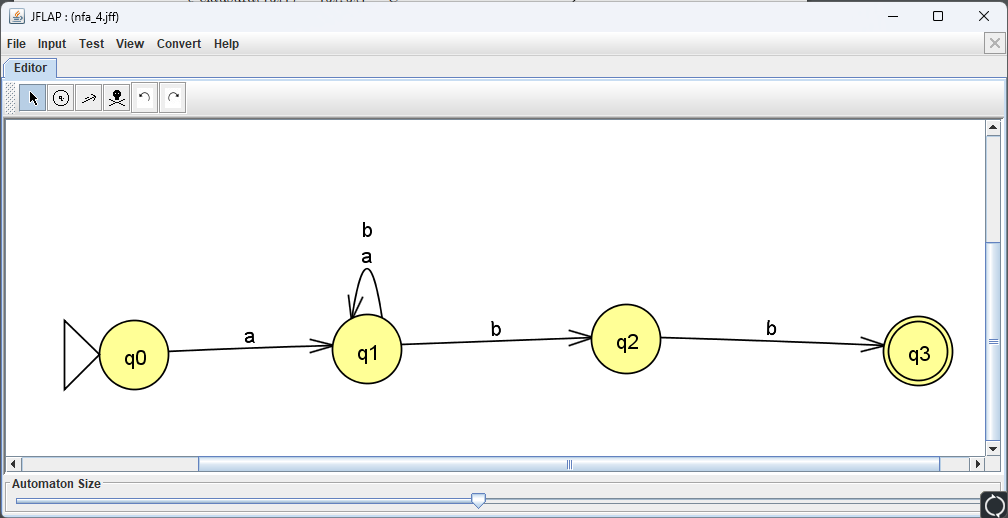 JFLAP : (nfa_4.jff)
File Input Test View Convert Help
Editor
b
a
a
b
b
q0
q1
q2
q3
Automaton Size